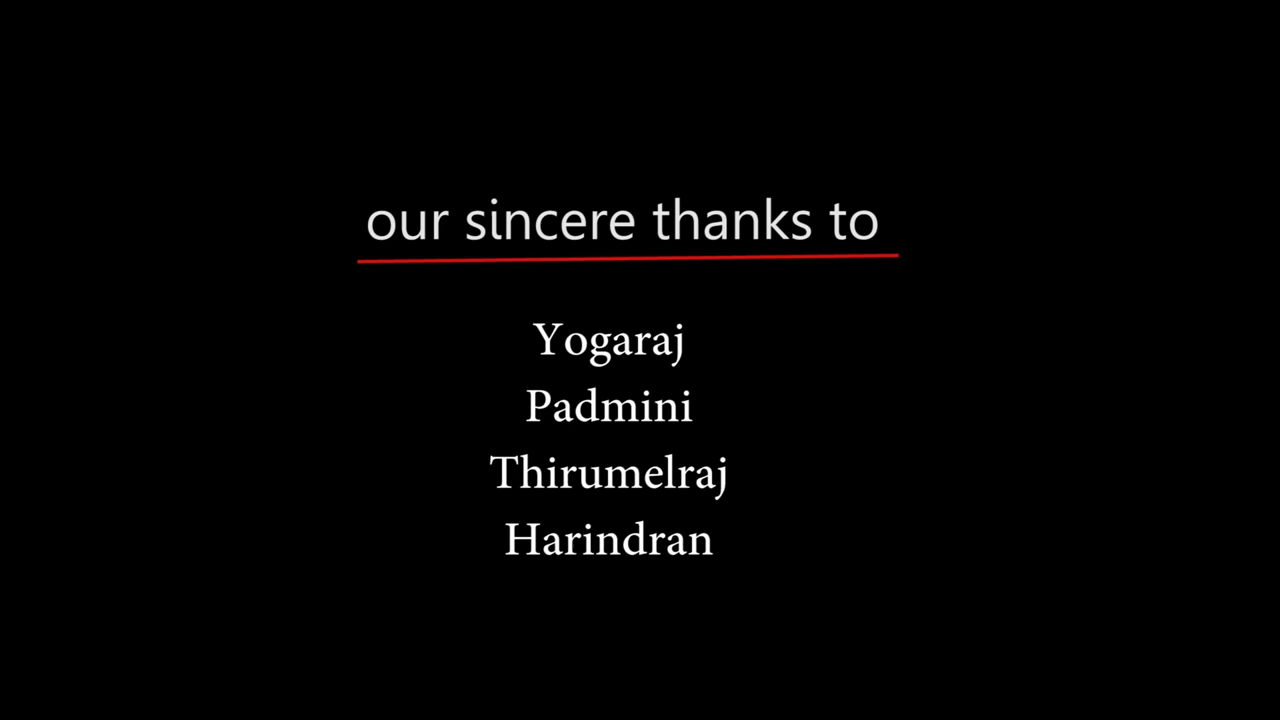 our sincere thanks to
Yogaraj
Padmini
Thirumelraj
Harindran